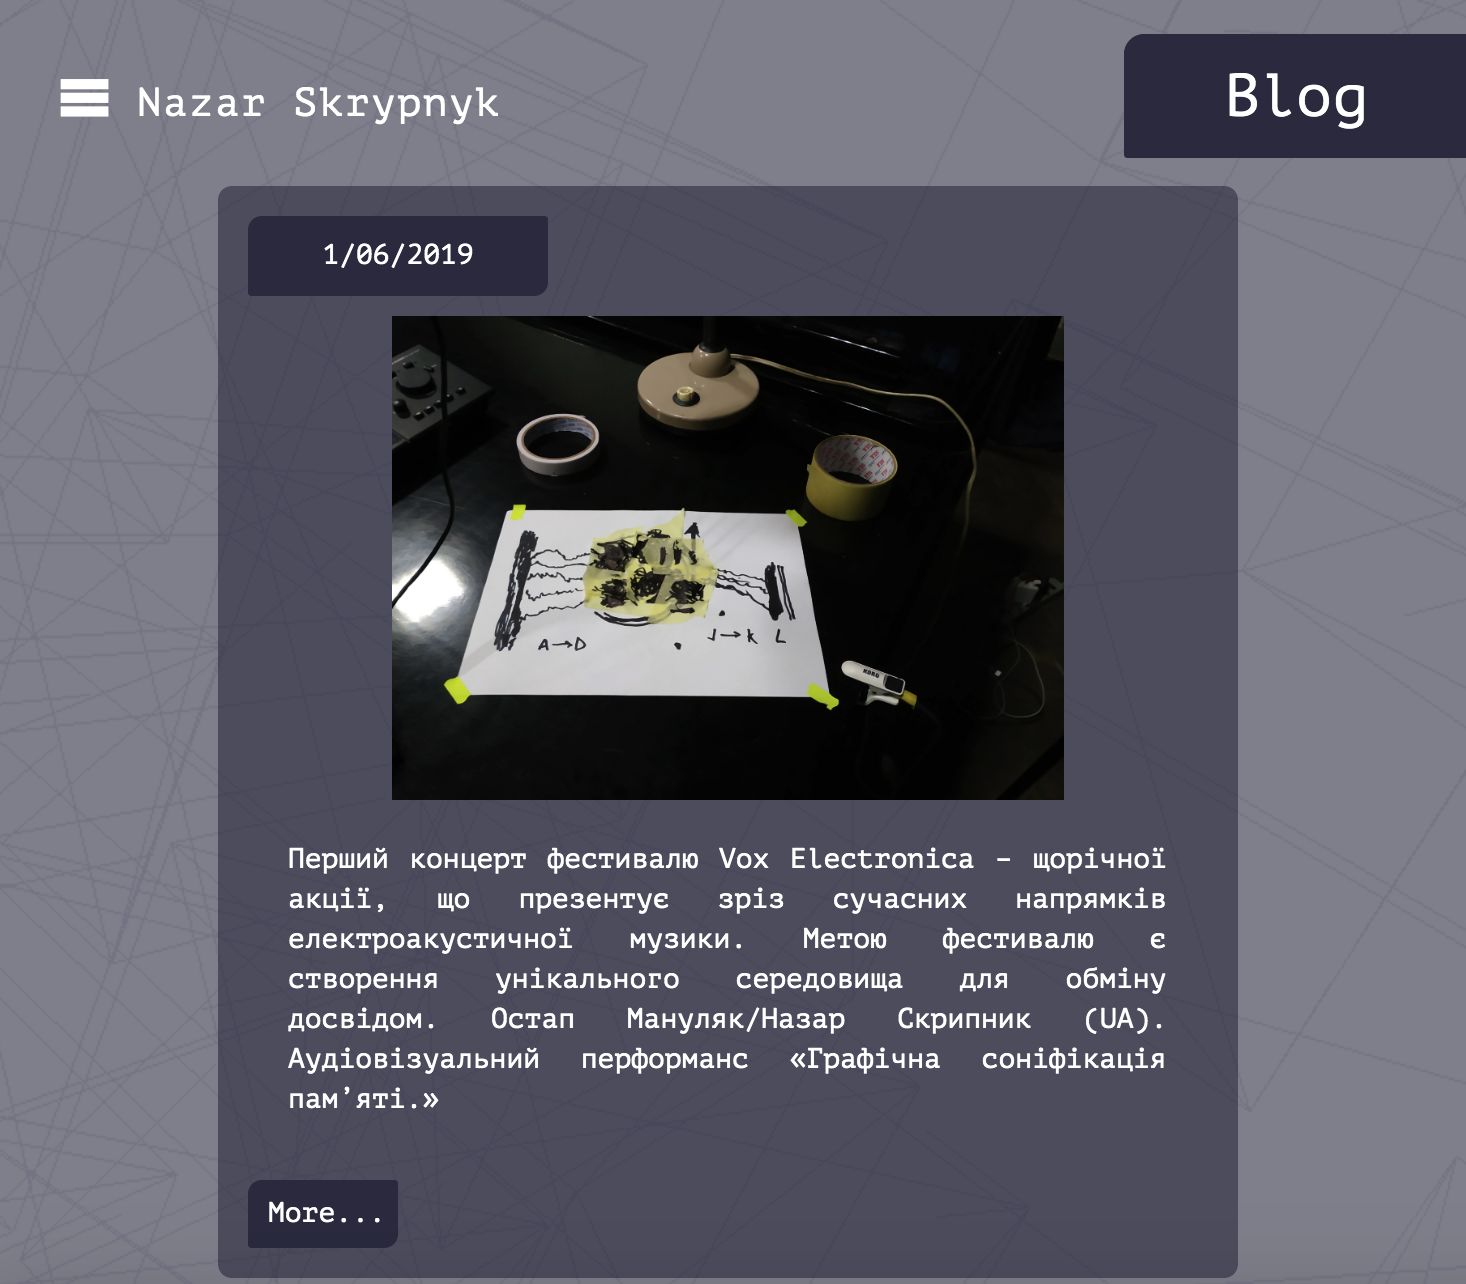 Nazar Skrypnyk
Blog
1/06/2019
A→D
J→K L
KORG
Перший концерт фестивалю Vox Electronica – щорічної
акції, що презентує зріз сучасних напрямків
електроакустичної музики. Метою фестивалю є
створення унікального середовища для обміну
досвідом. Остап Мануляк/Назар Скрипник (UA).
Аудіовізуальний перформанс «Графічна соніфікація
пам’яті.»
More...